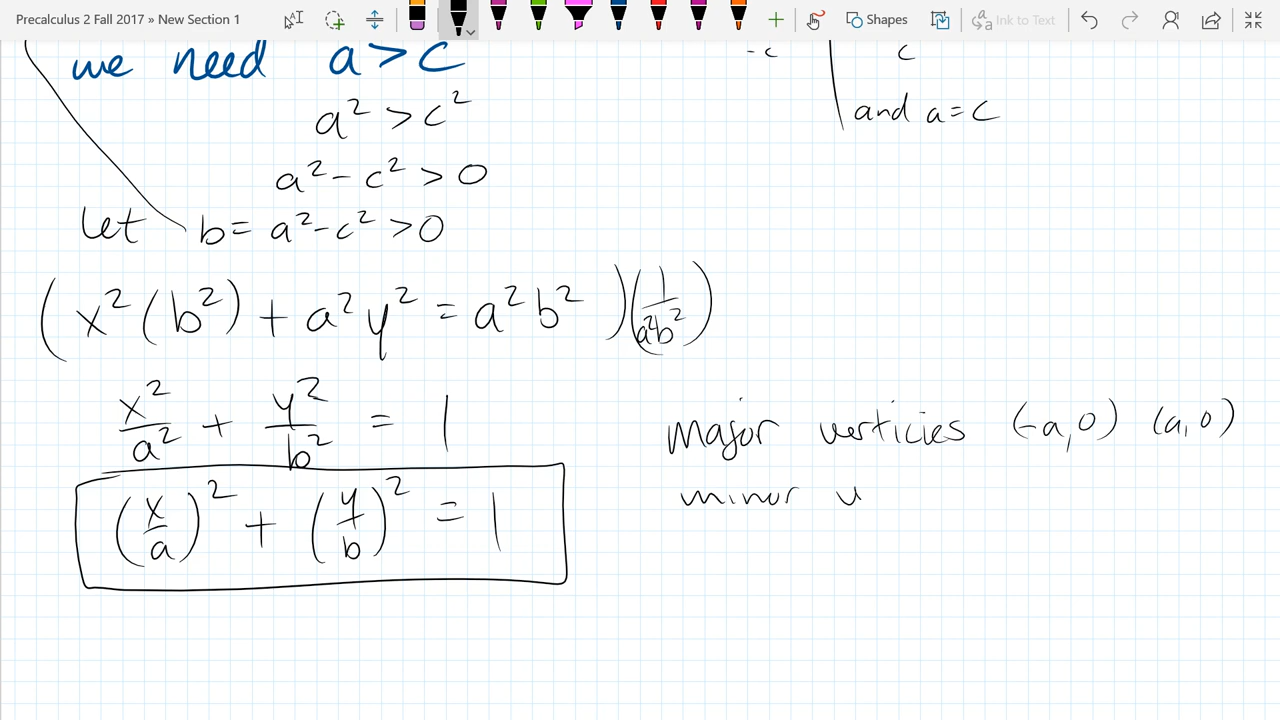 Precalculus 2 Fall 2017 » New Section 1
Shapes
Ink to Text
we need a > c
a² > c²
a² - c² > 0
let b = a² - c² > 0
(x²(b²) + a²y² = a²b²)(1/a²b²)
x²/a² + y²/b² = 1
(x/a)² + (y/b)² = 1
-c c
and a = c
Major verticies (-a,0) (a,0)
minor v